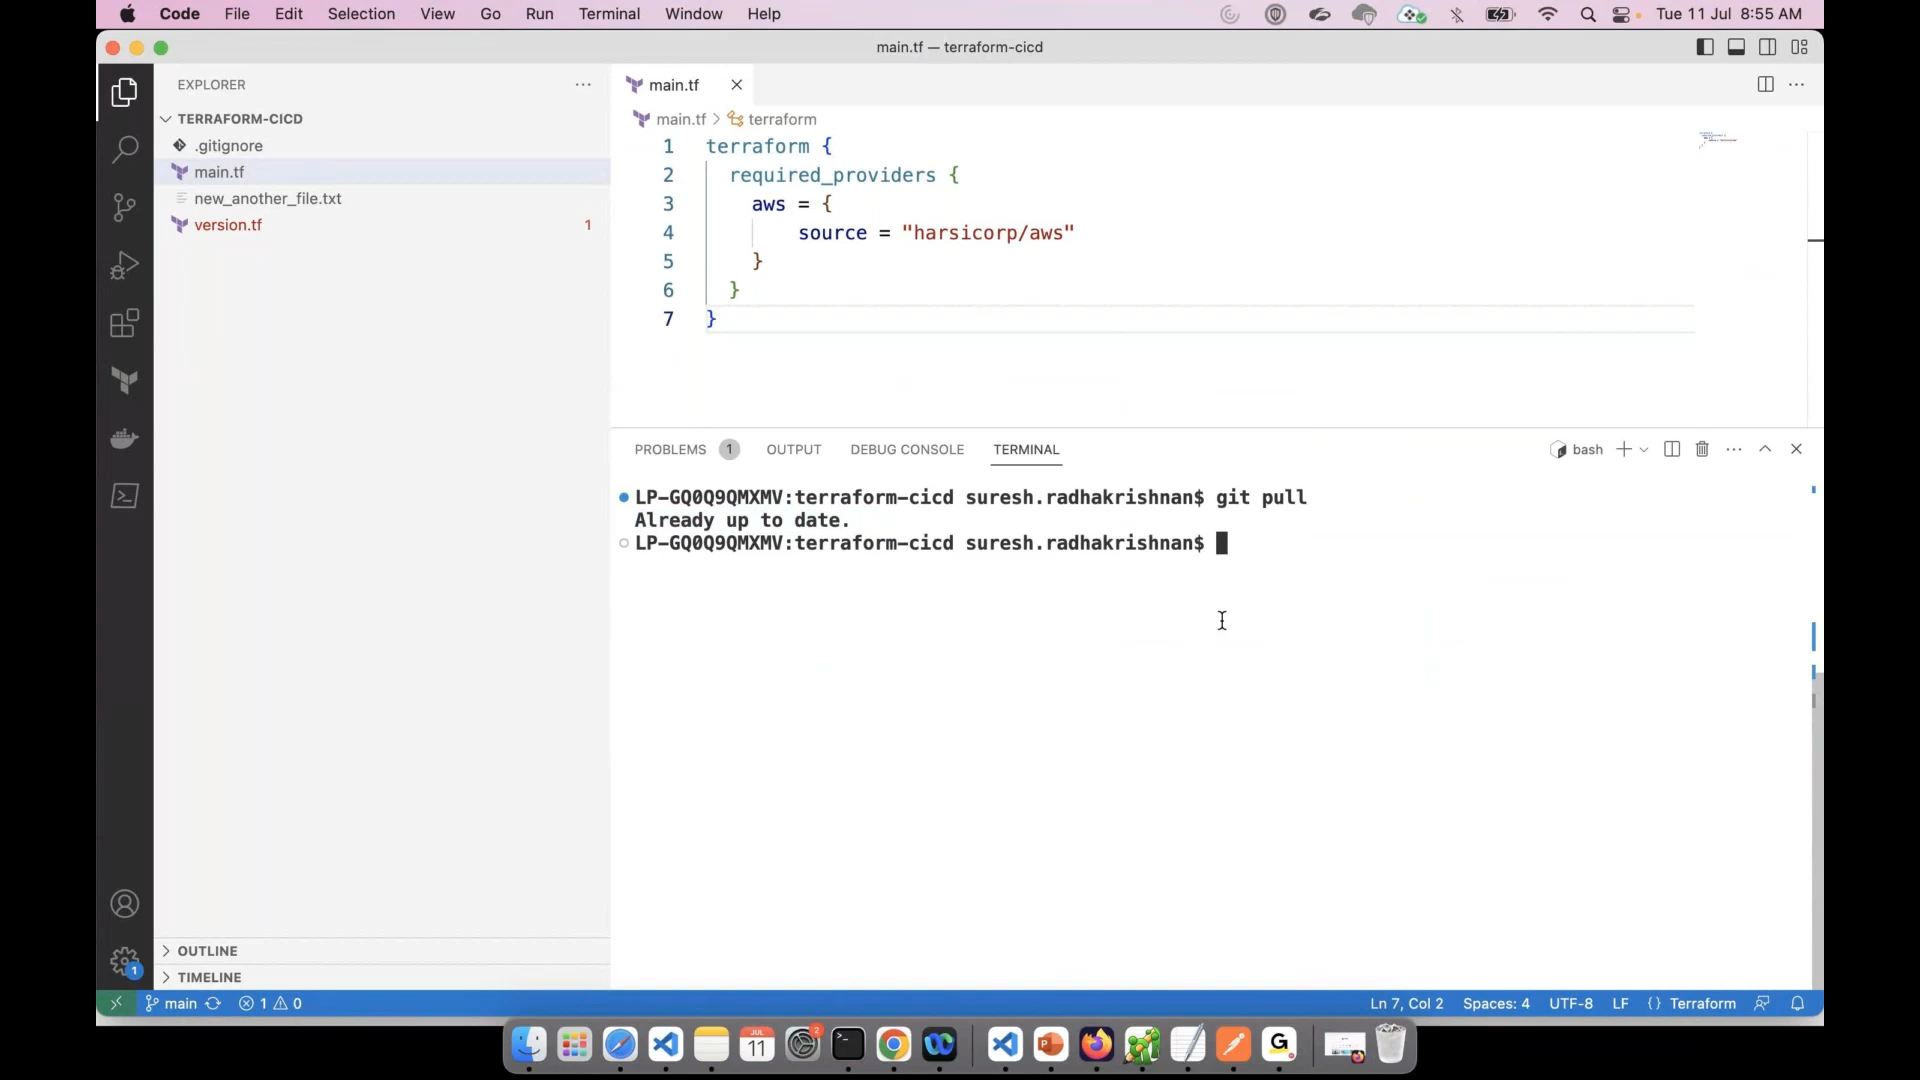 Code File Edit Selection View Go Run Terminal Window Help Tue 11 Jul 8:55 AM
main.tf — terraform-cicd
EXPLORER
TERRAFORM-CICD
.gitignore
main.tf
new_another_file.txt
version.tf 1
OUTLINE
TIMELINE
main.tf
main.tf > terraform
1 terraform {
2 required_providers {
3 aws = {
4 source = "harsicorp/aws"
5 }
6 }
7 }
PROBLEMS 1 OUTPUT DEBUG CONSOLE TERMINAL bash
LP-GQ0Q9QMXMV:terraform-cicd suresh.radhakrishnan$ git pull
Already up to date.
LP-GQ0Q9QMXMV:terraform-cicd suresh.radhakrishnan$
1
main 1 0 Ln 7, Col 2 Spaces: 4 UTF-8 LF {} Terraform
JUL
11
2
G